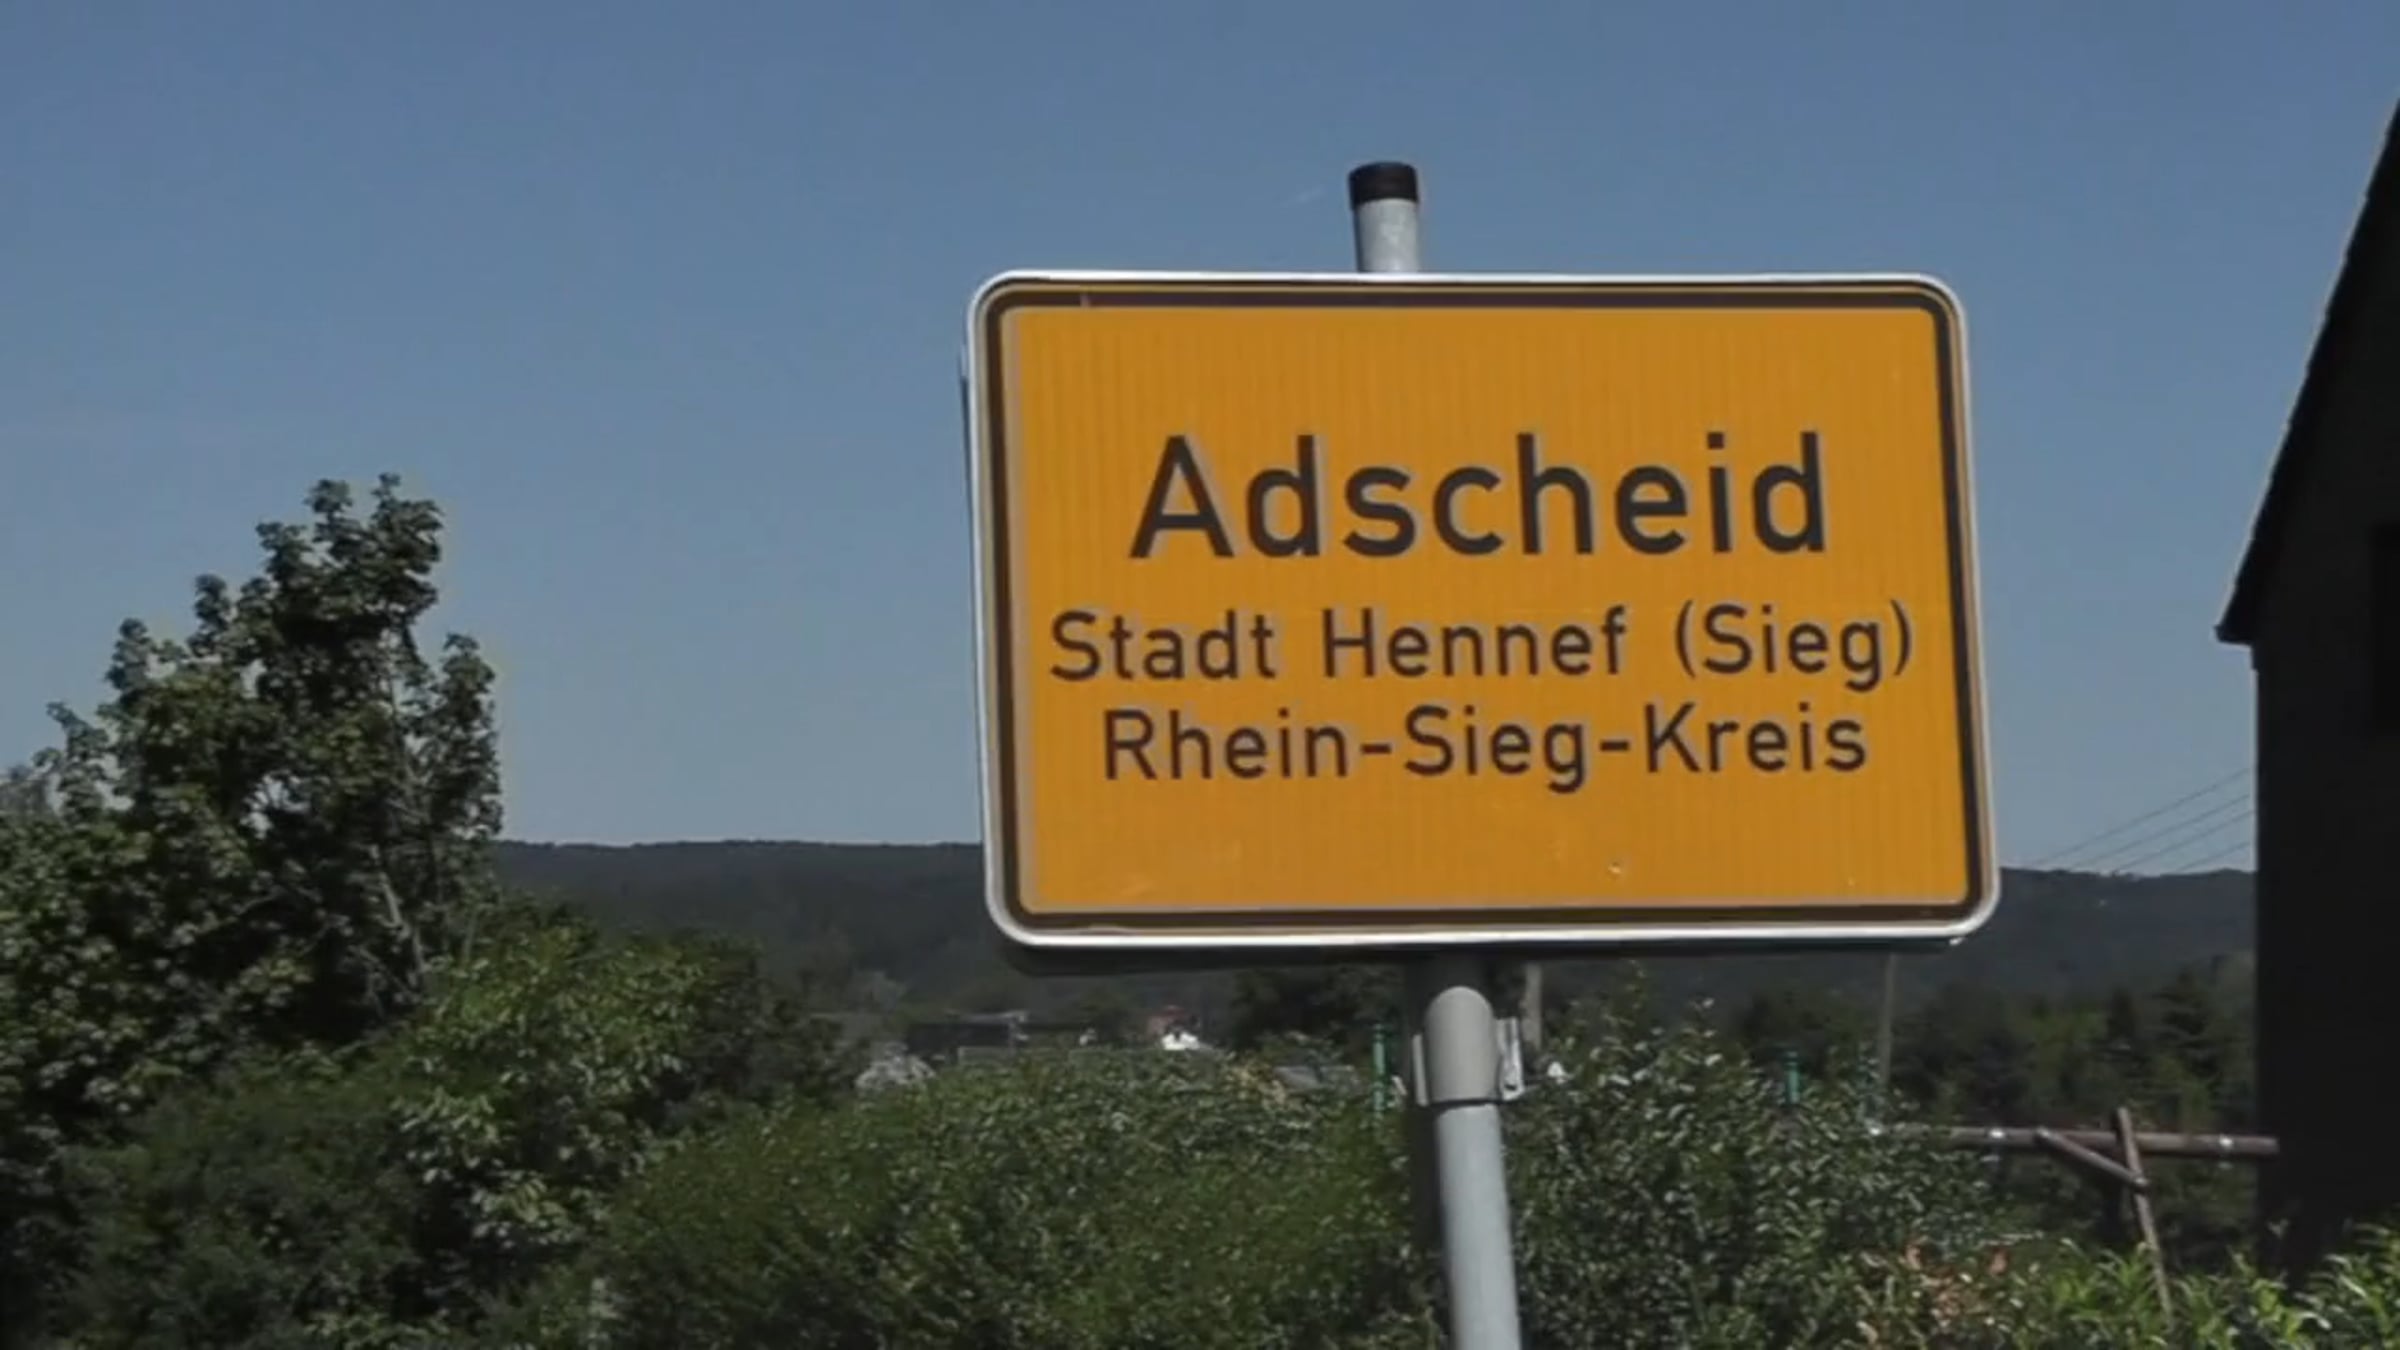 Adscheid
Stadt Hennef (Sieg)
Rhein-Sieg-Kreis